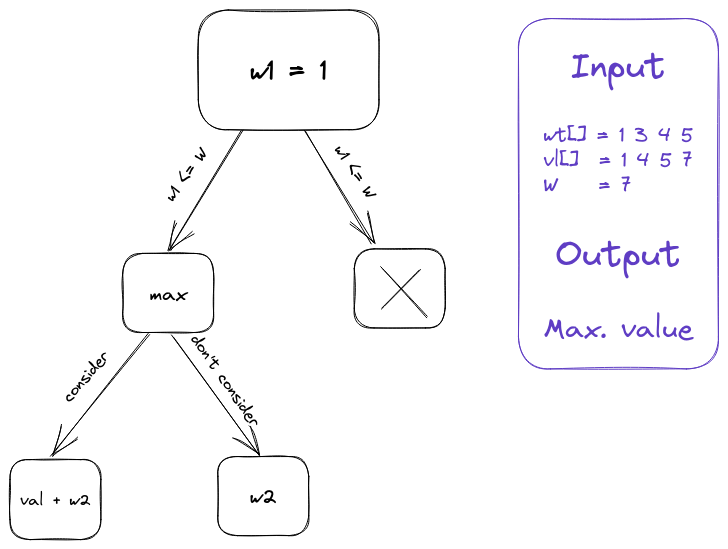 w1 = 1
w1 <= w
w1 <= w
max
consider
don't consider
val + w2
w2
Input
wt[] = 1 3 4 5
vl[] = 1 4 5 7
w = 7
Output
Max. value